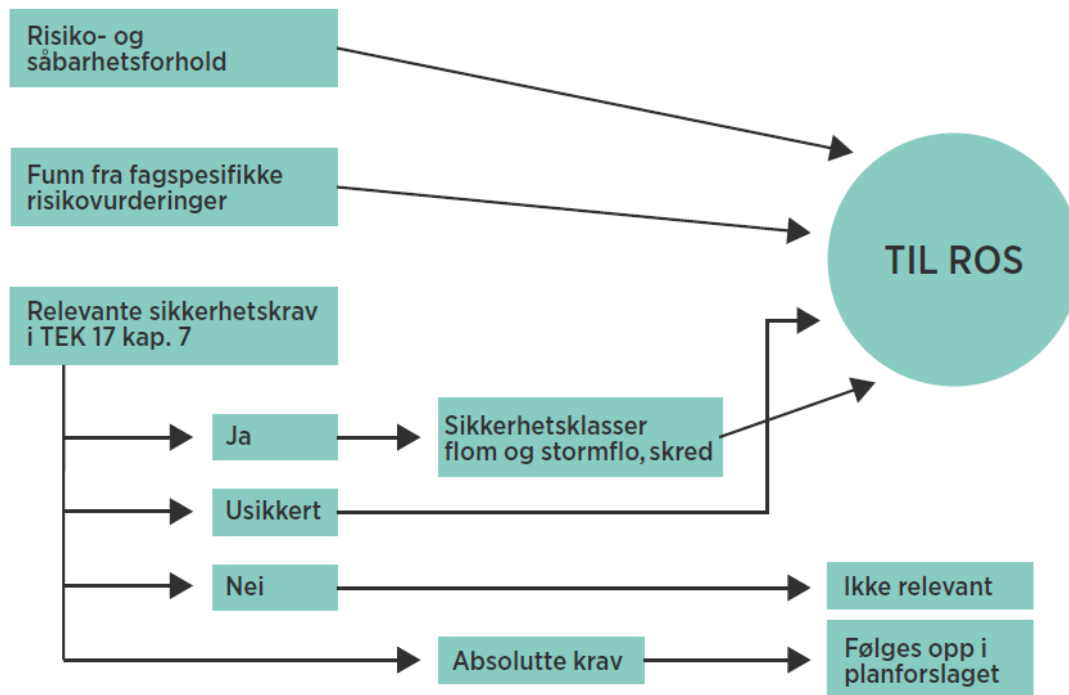 Risiko- og
såbarhetsforhold
Funn fra fagspesifikke
risikovurderinger
TIL ROS
Relevante sikkerhetskrav
i TEK 17 kap. 7
Ja
Sikkerhetsklasser
flom og stormflo, skred
Usikkert
Nei
Ikke relevant
Absolutte krav
Følges opp i
planforslaget